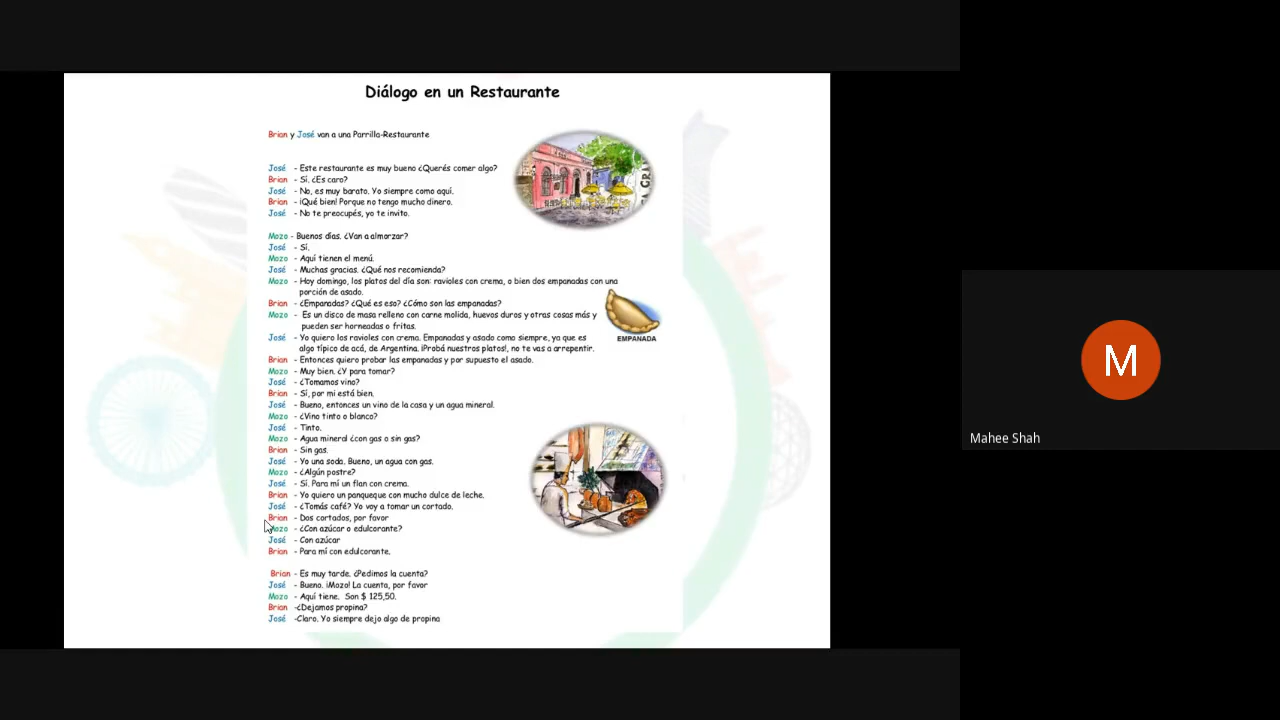 Diálogo en un Restaurante
Brian y José van a una Parrilla-Restaurante
José - Este restaurante es muy bueno ¿Querés comer algo?
Brian - Sí. ¿Es caro?
José - No, es muy barato. Yo siempre como aquí.
Brian - ¡Qué bien! Porque no tengo mucho dinero.
José - No te preocupés, yo te invito.
Mozo - Buenos días. ¿Van a almorzar?
José - Sí.
Mozo - Aquí tienen el menú.
José - Muchas gracias. ¿Qué nos recomienda?
Mozo - Hoy domingo, los platos del día son: ravioles con crema, o bien dos empanadas con una
porción de asado.
Brian - ¿Empanadas? ¿Qué es eso? ¿Cómo son las empanadas?
Mozo - Es un disco de masa relleno con carne molida, huevos duros y otras cosas más y
pueden ser horneadas o fritas.
EMPANADA
José - Yo quiero los ravioles con crema. Empanadas y asado como siempre, ya que es
algo típico de acá, de Argentina. ¡Probá nuestros platos!, no te vas a arrepentir.
Brian - Entonces quiero probar las empanadas y por supuesto el asado.
Mozo - Muy bien. ¿Y para tomar?
José - ¿Tomamos vino?
Brian - Sí, por mi está bien.
José - Bueno, entonces un vino de la casa y un agua mineral.
Mozo - ¿Vino tinto o blanco?
José - Tinto.
Mozo - Agua mineral ¿con gas o sin gas?
Brian - Sin gas.
José - Yo una soda. Bueno, un agua con gas.
Mozo - ¿Algún postre?
José - Sí. Para mí un flan con crema.
Brian - Yo quiero un panqueque con mucho dulce de leche.
José - ¿Tomás café? Yo voy a tomar un cortado.
Brian - Dos cortados, por favor
Mozo - ¿Con azúcar o edulcorante?
José - Con azúcar
Brian - Para mí con edulcorante.
Brian - Es muy tarde. ¿Pedimos la cuenta?
José - Bueno. ¡Mozo! La cuenta, por favor
Mozo - Aquí tiene. Son $ 125,50.
Brian -¿Dejamos propina?
José -Claro. Yo siempre dejo algo de propina
M
Mahee Shah